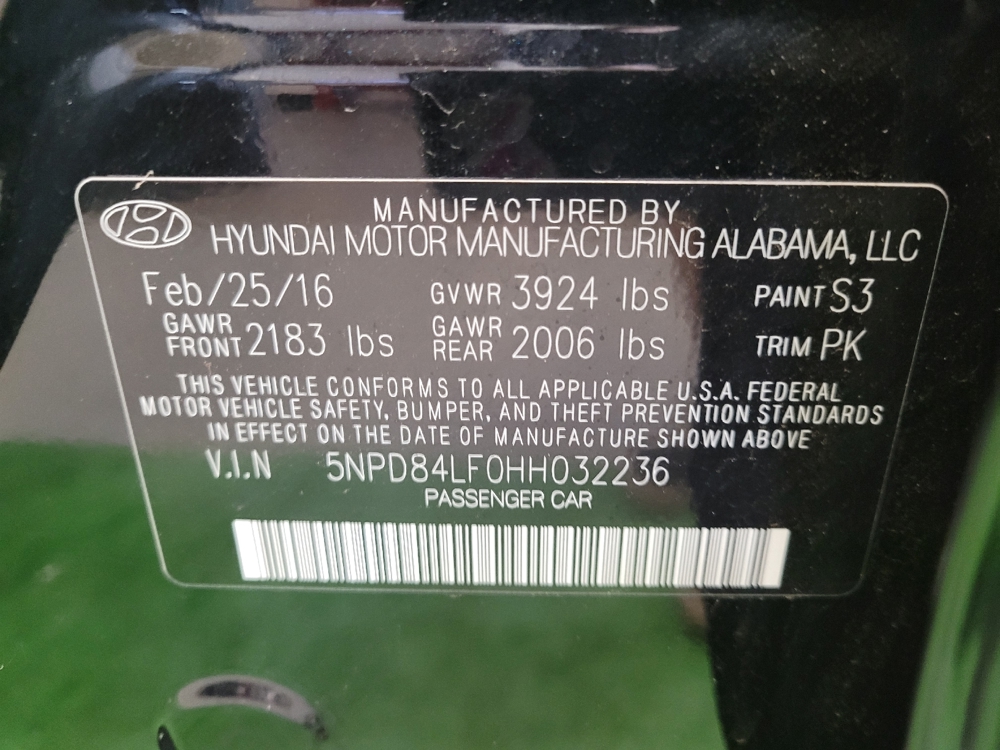 MANUFACTURED BY
HYUNDAI MOTOR MANUFACTURING ALABAMA, LLC
Feb/25/16 GVWR 3924 lbs PAINT S3
GAWR FRONT 2183 lbs GAWR REAR 2006 lbs TRIM PK
THIS VEHICLE CONFORMS TO ALL APPLICABLE U.S.A. FEDERAL
MOTOR VEHICLE SAFETY, BUMPER, AND THEFT PREVENTION STANDARDS
IN EFFECT ON THE DATE OF MANUFACTURE SHOWN ABOVE
V.I.N 5NPD84LF0HH032236
PASSENGER CAR